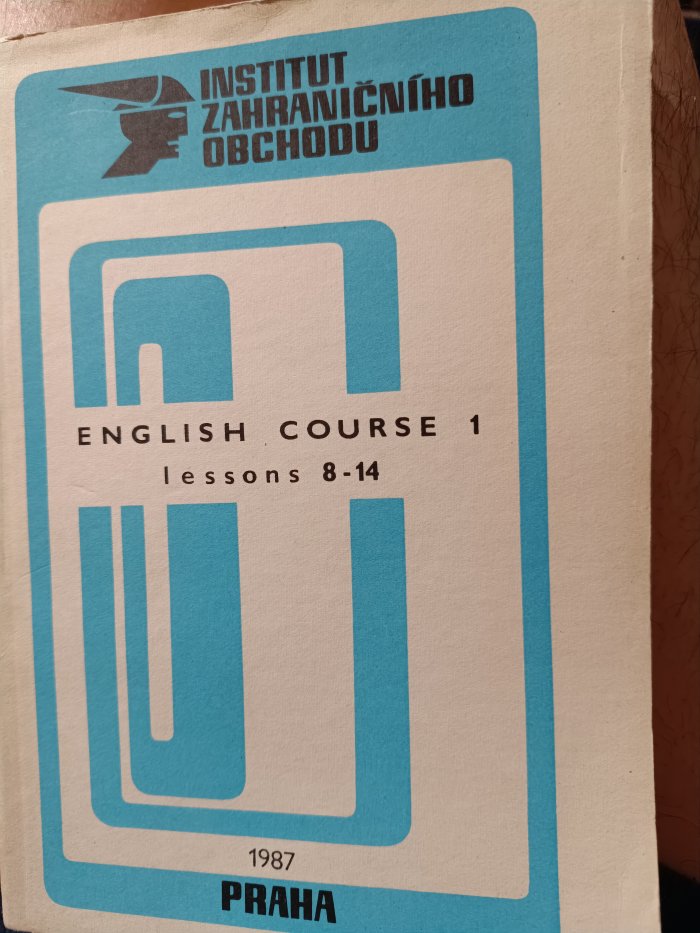 INSTITUT
ZAHRANIČNÍHO
OBCHODU
ENGLISH COURSE 1
lessons 8-14
1987
PRAHA